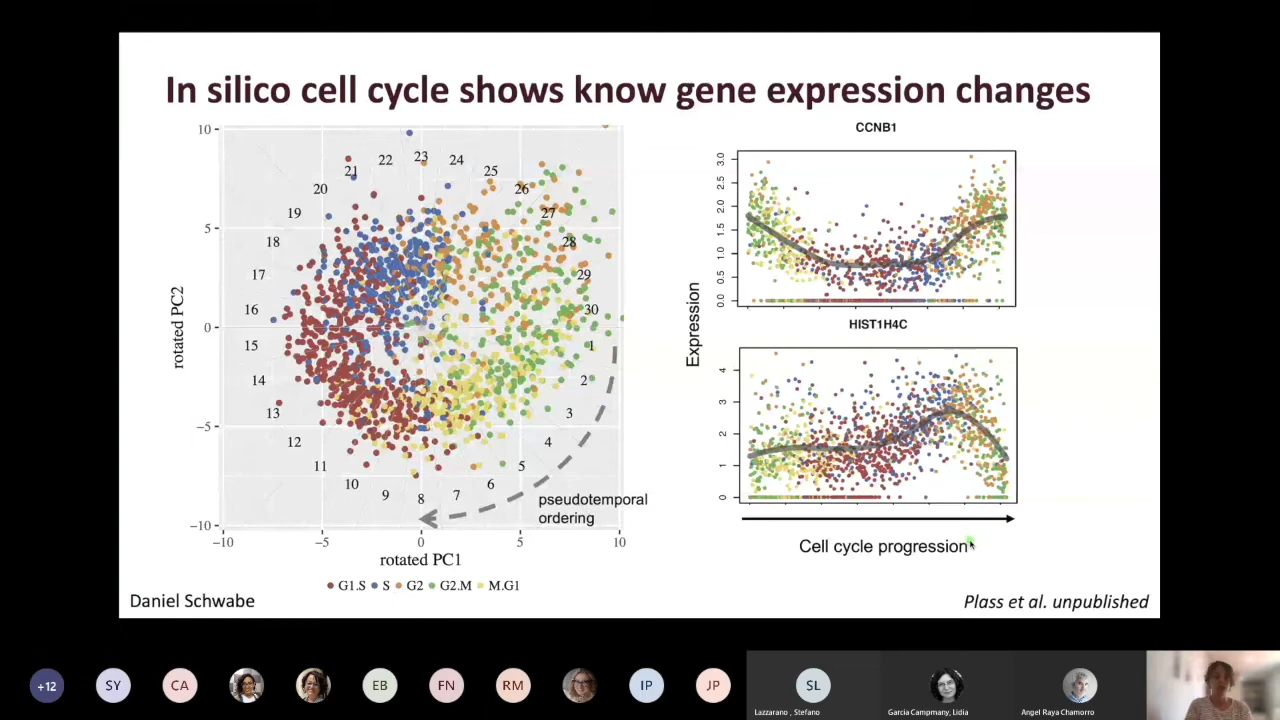 In silico cell cycle shows know gene expression changes
10
5
0
−5
−10
rotated PC2
−10
−5
0
5
10
rotated PC1
21
22
23
24
25
26
27
28
29
30
1
2
3
4
5
6
7
8
9
10
11
12
13
14
15
16
17
18
19
20
pseudotemporal
ordering
G1.S S G2 G2.M M.G1
CCNB1
3.0
2.5
2.0
1.5
1.0
0.5
0.0
Expression
HIST1H4C
4
3
2
1
0
Cell cycle progression
Daniel Schwabe
Plass et al. unpublished
+12
SY
CA
EB
FN
RM
IP
JP
SL
Lazzarano , Stefano
Garcia Campmany, Lidia
Angel Raya Chamorro